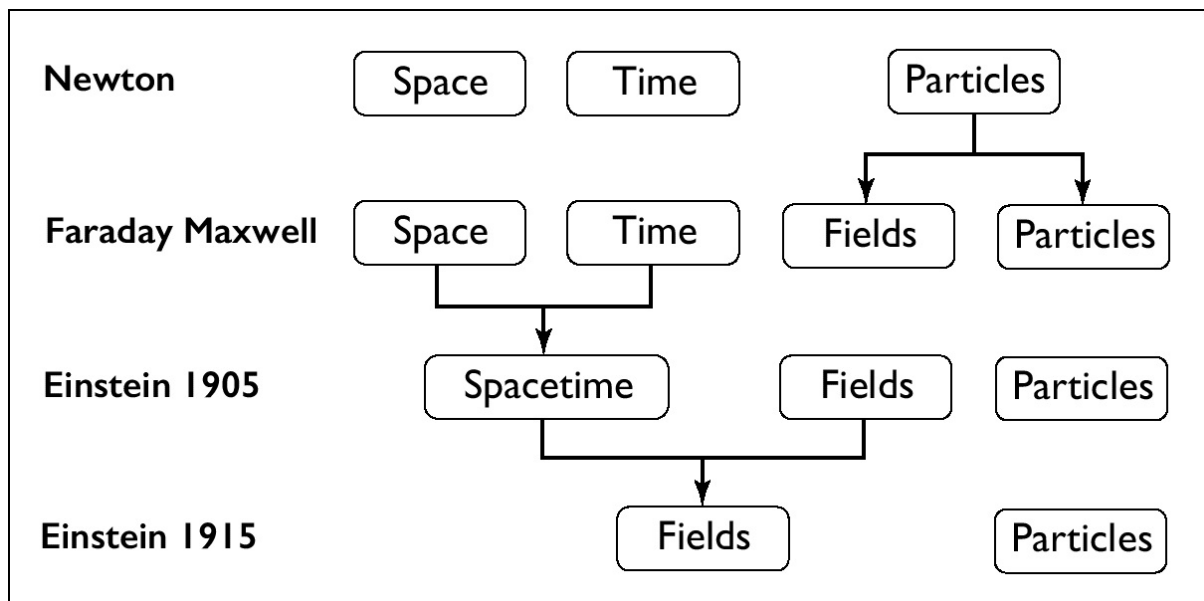 Newton Space Time Particles
Faraday Maxwell Space Time Fields Particles
Einstein 1905 Spacetime Fields Particles
Einstein 1915 Fields Particles